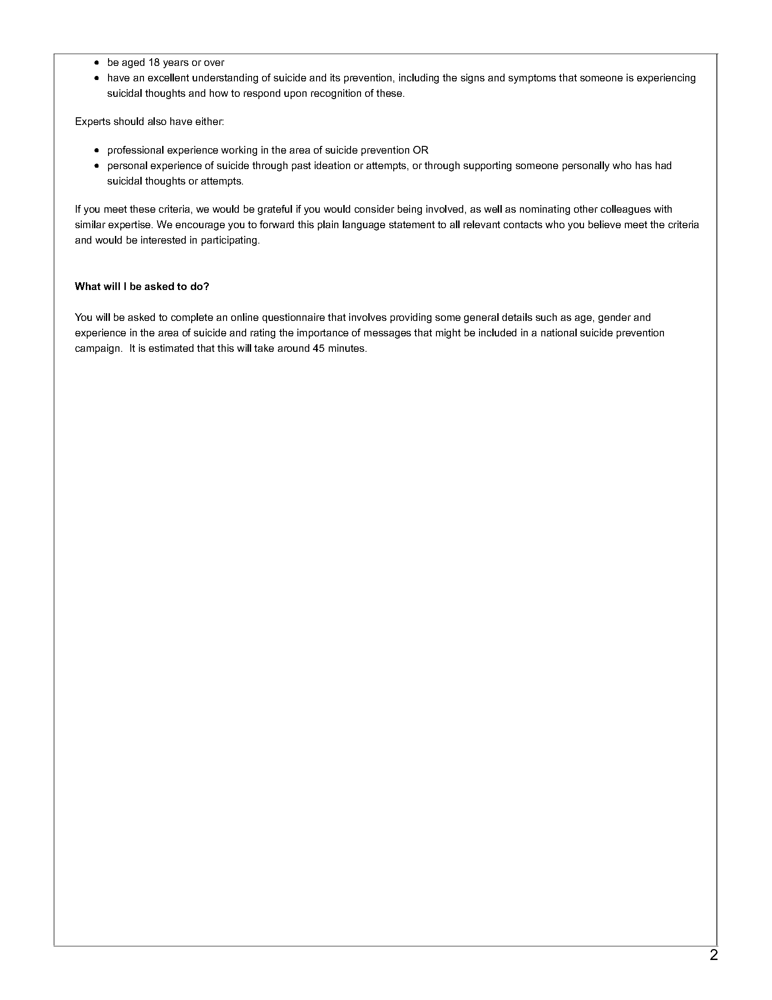 • be aged 18 years or over
• have an excellent understanding of suicide and its prevention, including the signs and symptoms that someone is experiencing
suicidal thoughts and how to respond upon recognition of these.
Experts should also have either:
• professional experience working in the area of suicide prevention OR
• personal experience of suicide through past ideation or attempts, or through supporting someone personally who has had
suicidal thoughts or attempts.
If you meet these criteria, we would be grateful if you would consider being involved, as well as nominating other colleagues with
similar expertise. We encourage you to forward this plain language statement to all relevant contacts who you believe meet the criteria
and would be interested in participating.
What will I be asked to do?
You will be asked to complete an online questionnaire that involves providing some general details such as age, gender and
experience in the area of suicide and rating the importance of messages that might be included in a national suicide prevention
campaign.  It is estimated that this will take around 45 minutes.
2